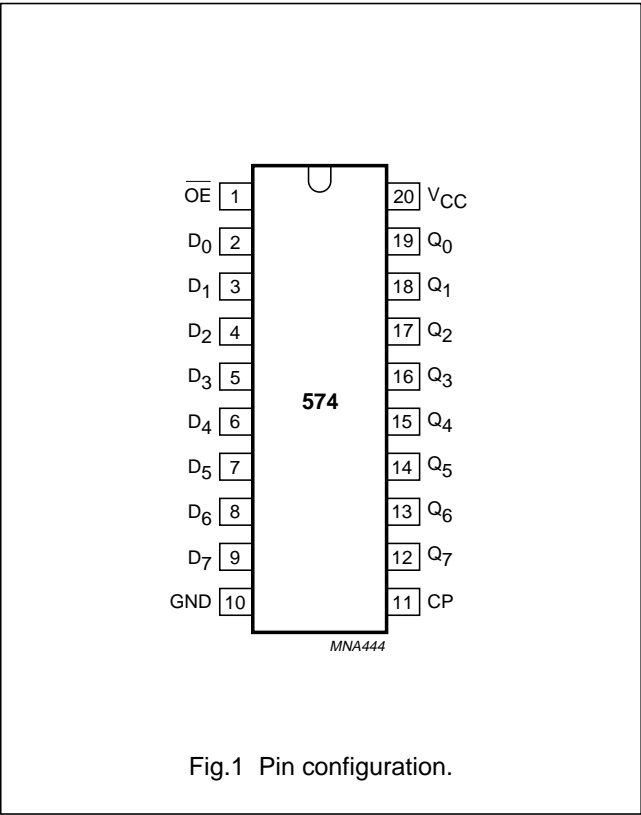 OE 1 20 VCC
D0 2 19 Q0
D1 3 18 Q1
D2 4 17 Q2
D3 5 16 Q3
574
D4 6 15 Q4
D5 7 14 Q5
D6 8 13 Q6
D7 9 12 Q7
GND 10 11 CP
MNA444
Fig.1 Pin configuration.